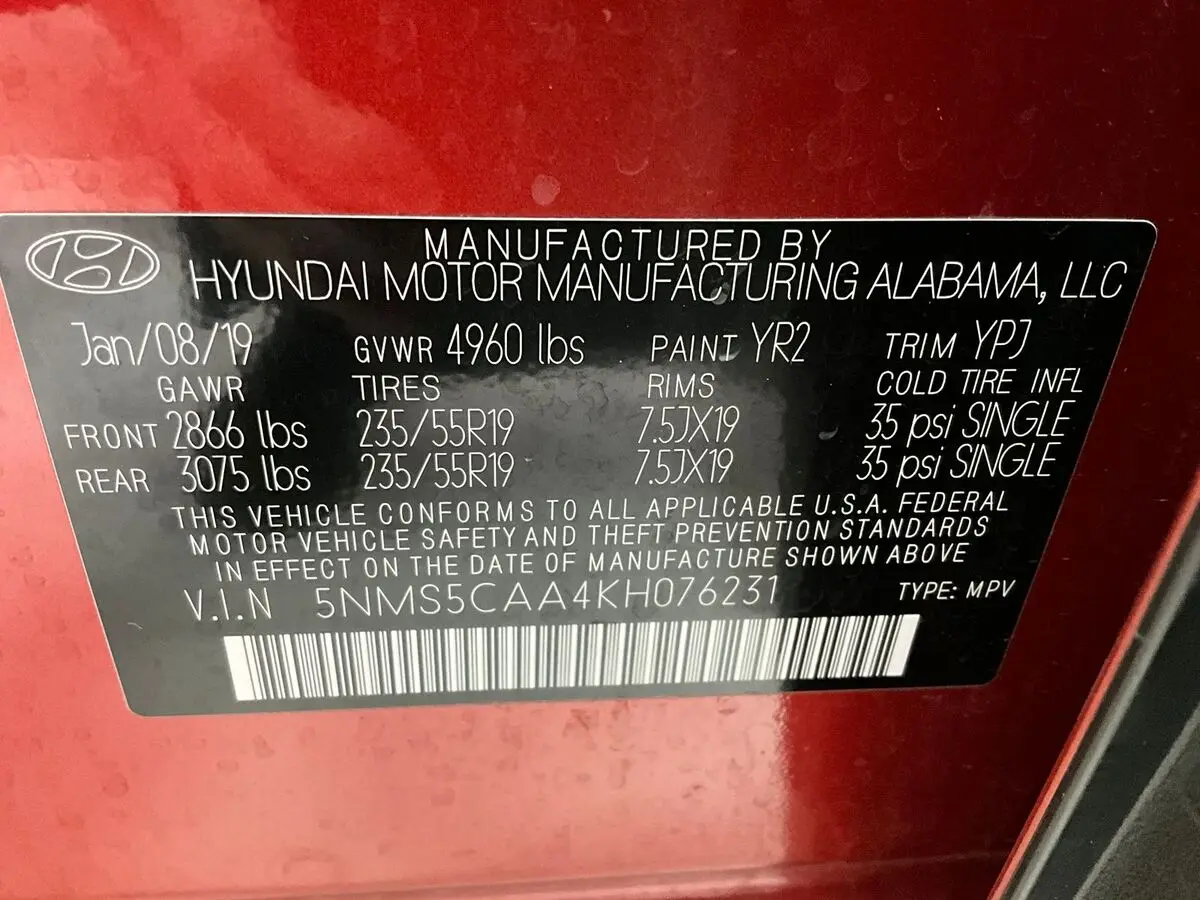 MANUFACTURED BY
HYUNDAI MOTOR MANUFACTURING ALABAMA, LLC
Jan/08/19 GVWR 4960 lbs PAINT YR2 TRIM YPJ
GAWR TIRES RIMS COLD TIRE INFL
FRONT 2866 lbs 235/55R19 7.5JX19 35 psi SINGLE
REAR 3075 lbs 235/55R19 7.5JX19 35 psi SINGLE
THIS VEHICLE CONFORMS TO ALL APPLICABLE U.S.A. FEDERAL
MOTOR VEHICLE SAFETY AND THEFT PREVENTION STANDARDS
IN EFFECT ON THE DATE OF MANUFACTURE SHOWN ABOVE
V.I.N 5NMS5CAA4KH076231 TYPE: MPV